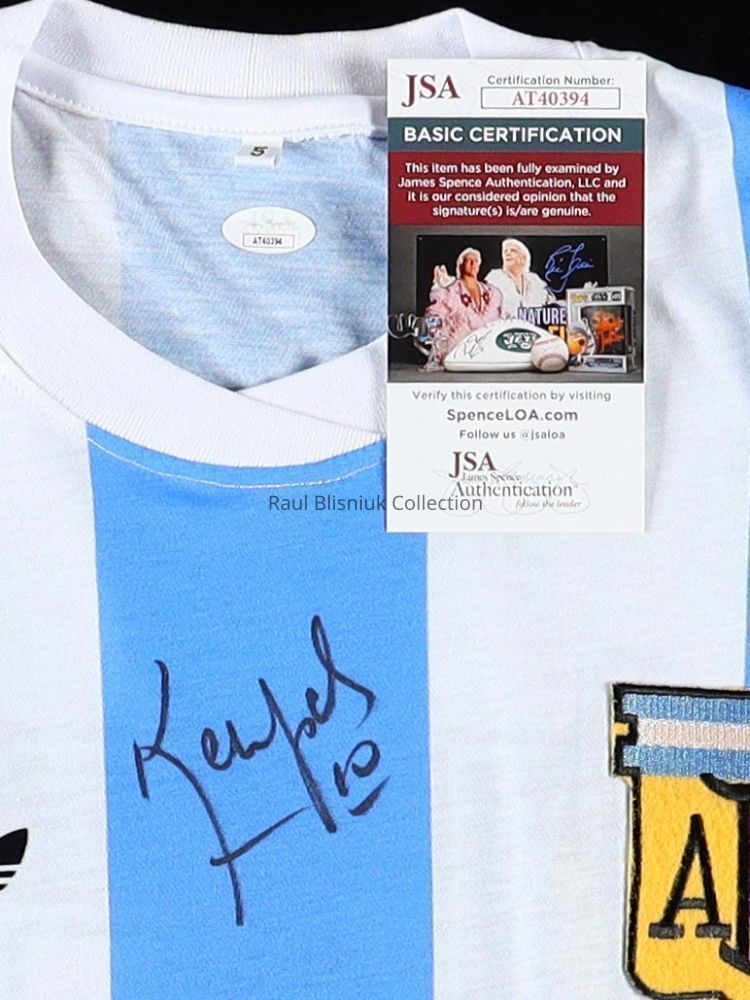 JSA
Certification Number:
AT40394
BASIC CERTIFICATION
This item has been fully examined by
James Spence Authentication, LLC and
it is our considered opinion that the
signature(s) is/are genuine.
5
AT40394
NATURE
JETS
Verify this certification by visiting
SpenceLOA.com
Follow us @jsaloa
JSA
James Spence
Authentication™
follow the leader
Raul Blisniuk Collection
Kempes
10
A